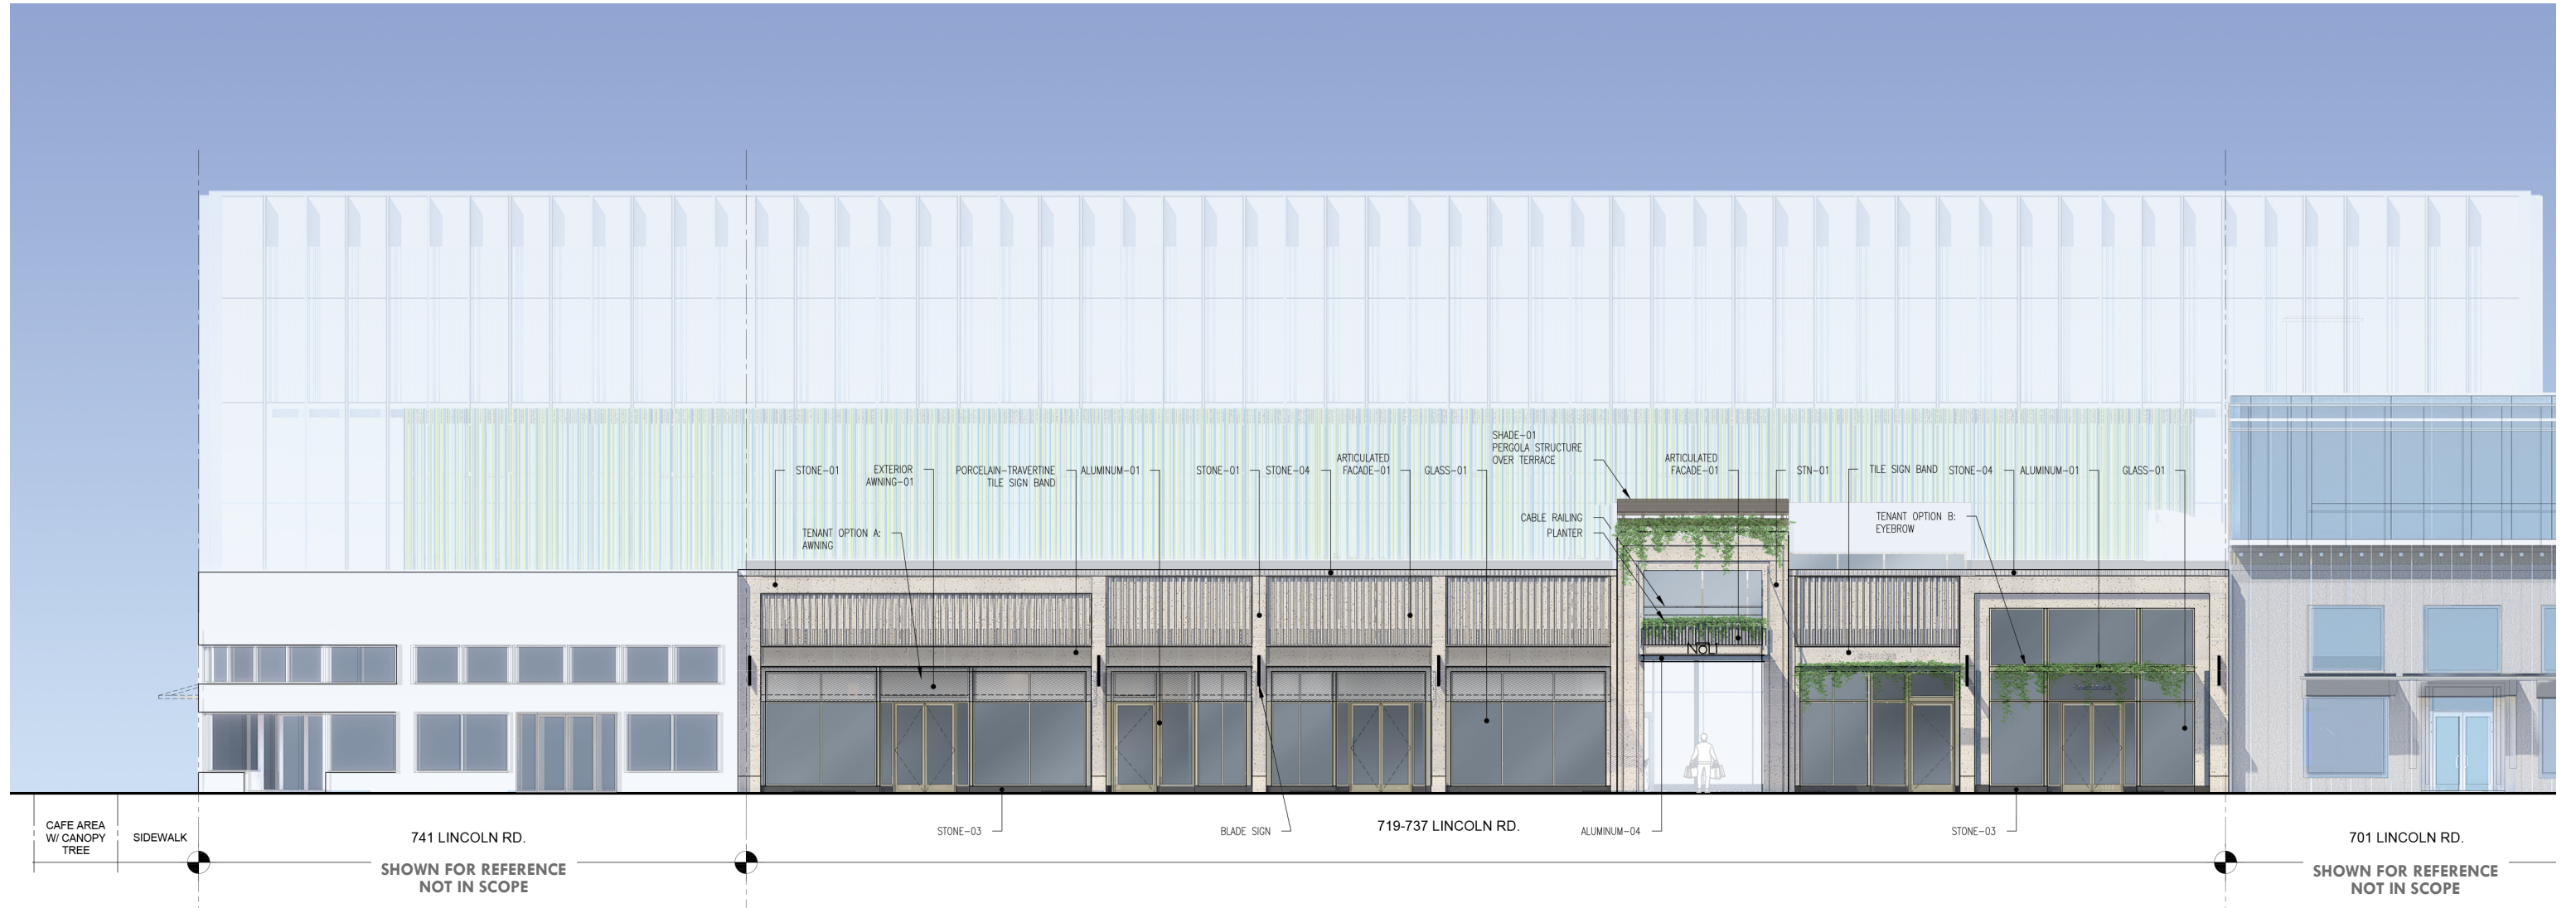 SHADE-01
PERGOLA STRUCTURE
OVER TERRACE
STONE-01
EXTERIOR
AWNING-01
PORCELAIN-TRAVERTINE
TILE SIGN BAND
ALUMINUM-01
STONE-01
STONE-04
ARTICULATED
FACADE-01
GLASS-01
ARTICULATED
FACADE-01
STN-01
TILE SIGN BAND
STONE-04
ALUMINUM-01
GLASS-01
TENANT OPTION A:
AWNING
CABLE RAILING
PLANTER
TENANT OPTION B:
EYEBROW
NOLI
CAFE AREA
W/ CANOPY
TREE
SIDEWALK
741 LINCOLN RD.
STONE-03
BLADE SIGN
719-737 LINCOLN RD.
ALUMINUM-04
STONE-03
701 LINCOLN RD.
SHOWN FOR REFERENCE
NOT IN SCOPE
SHOWN FOR REFERENCE
NOT IN SCOPE